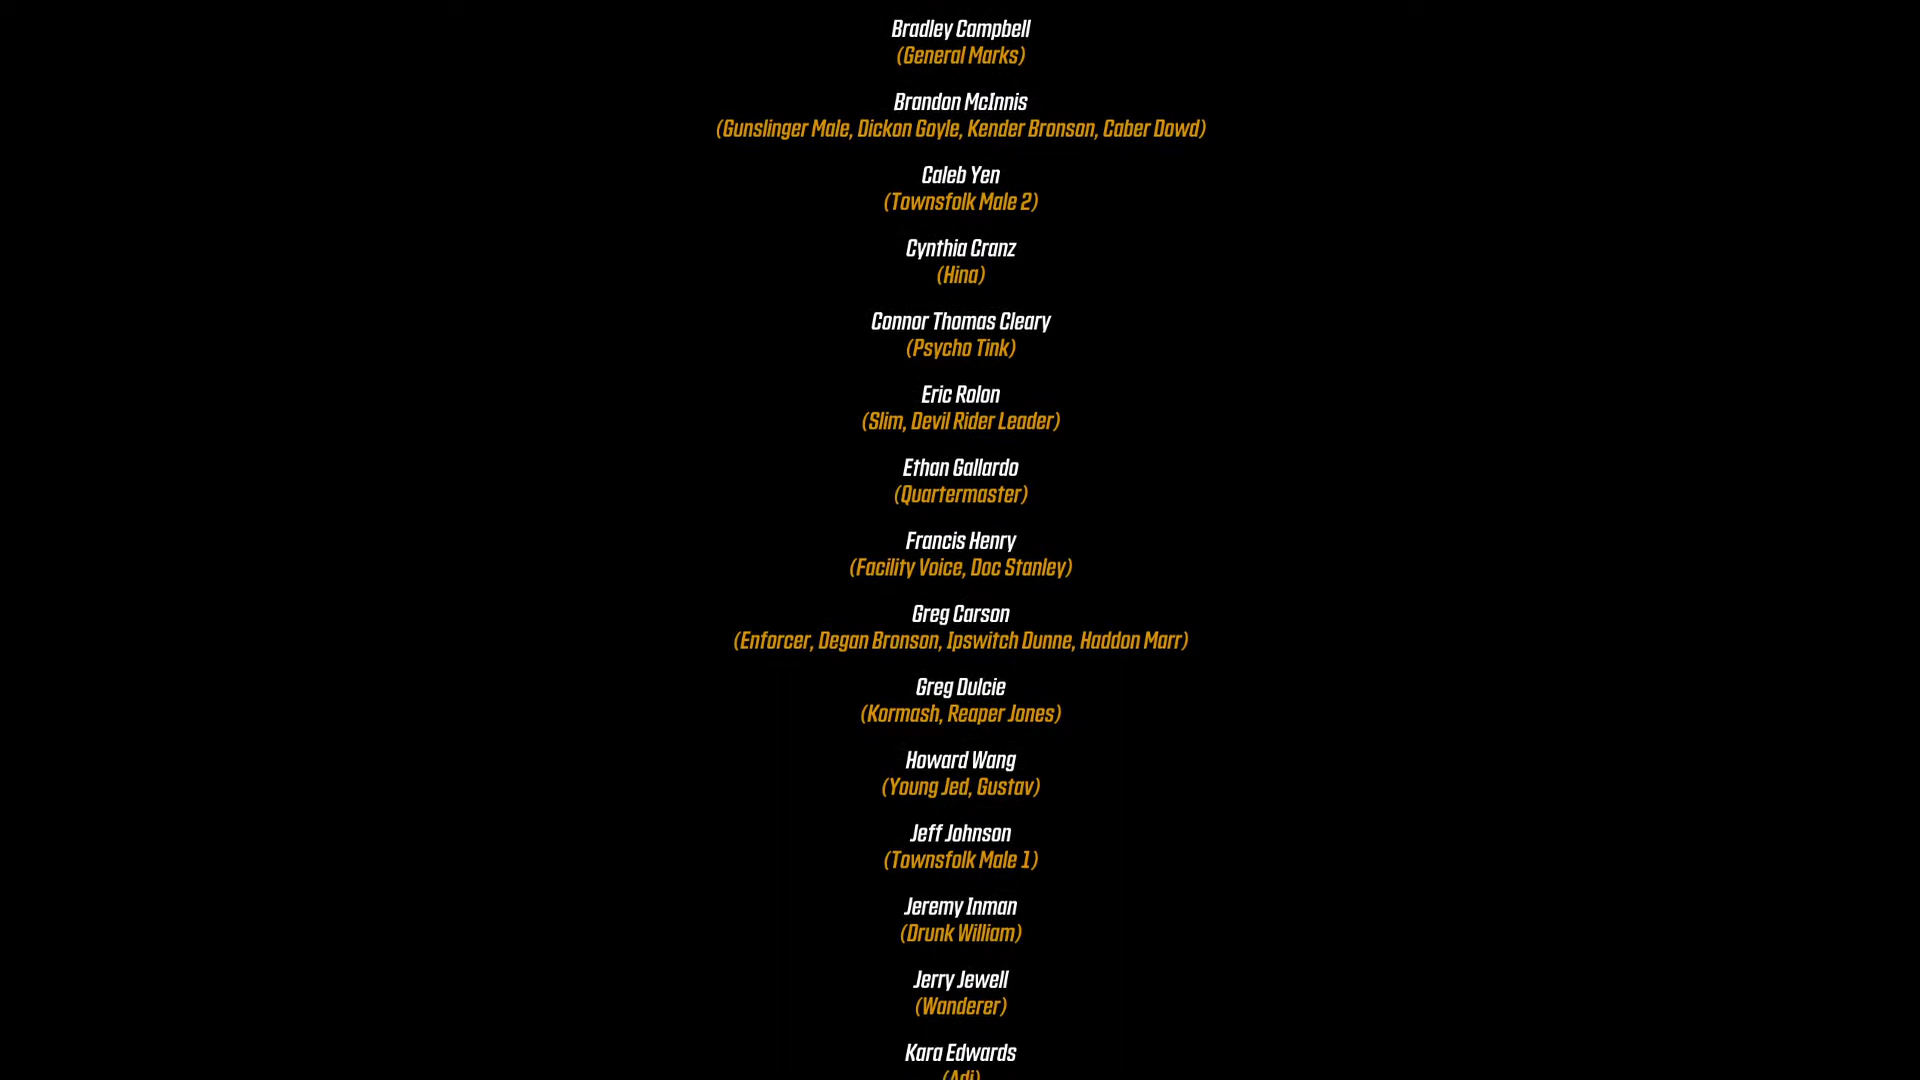 Bradley Campbell
(General Marks)
Brandon McInnis
(Gunslinger Male, Dickon Goyle, Kender Bronson, Caber Dowd)
Caleb Yen
(Townsfolk Male 2)
Cynthia Cranz
(Hina)
Connor Thomas Cleary
(Psycho Tink)
Eric Rolon
(Slim, Devil Rider Leader)
Ethan Gallardo
(Quartermaster)
Francis Henry
(Facility Voice, Doc Stanley)
Greg Carson
(Enforcer, Degan Bronson, Ipswitch Dunne, Haddon Marr)
Greg Dulcie
(Kormash, Reaper Jones)
Howard Wang
(Young Jed, Gustav)
Jeff Johnson
(Townsfolk Male 1)
Jeremy Inman
(Drunk William)
Jerry Jewell
(Wanderer)
Kara Edwards